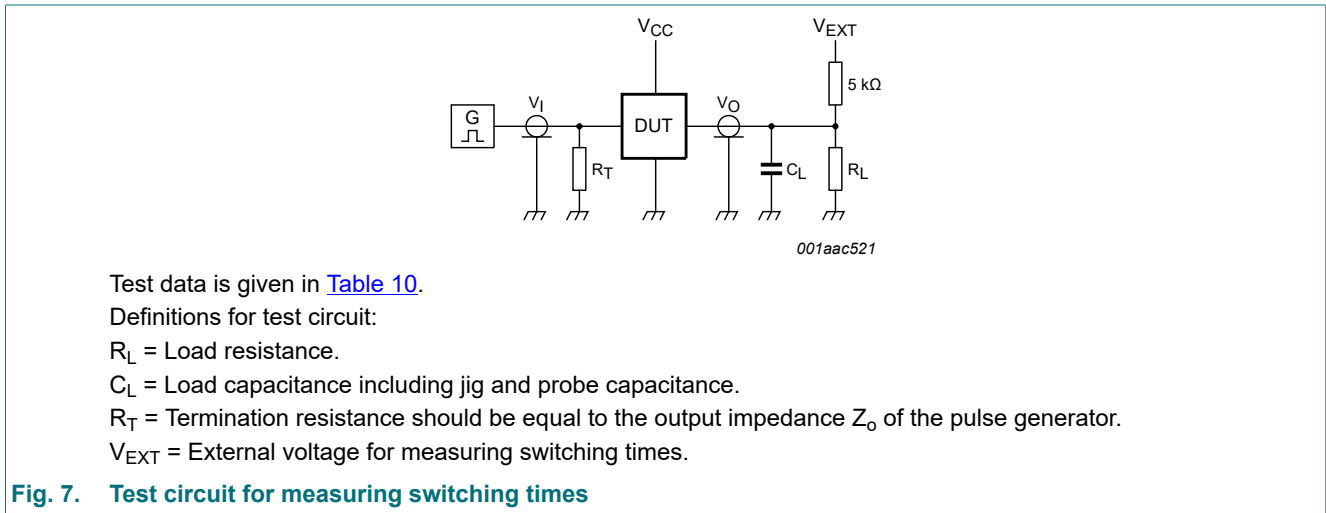 VCC
VEXT
5 kΩ
G
VI
DUT
VO
RT
CL
RL
001aac521
Test data is given in Table 10.
Definitions for test circuit:
RL = Load resistance.
CL = Load capacitance including jig and probe capacitance.
RT = Termination resistance should be equal to the output impedance Zo of the pulse generator.
VEXT = External voltage for measuring switching times.
Fig. 7. Test circuit for measuring switching times